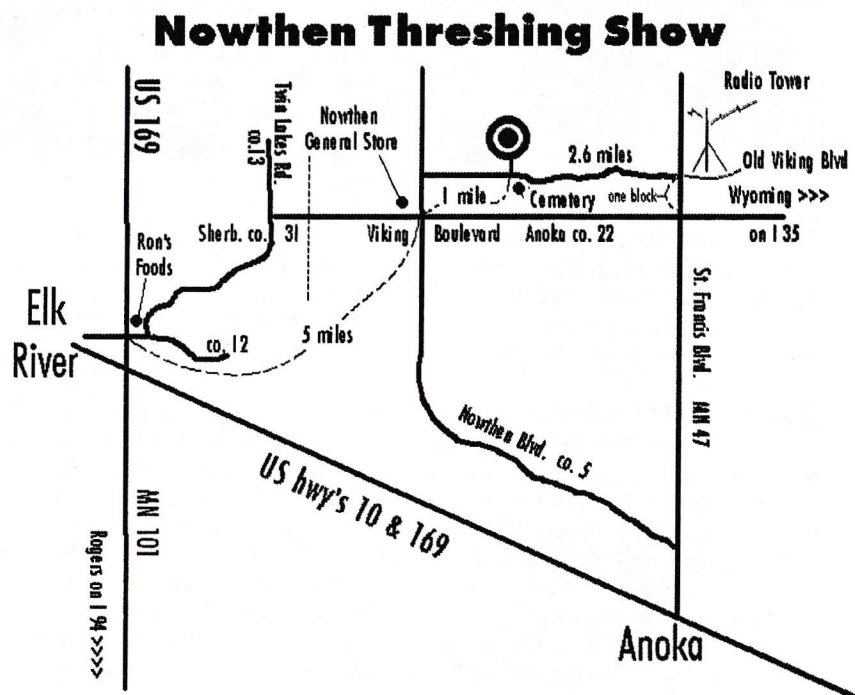 Nowthen Threshing Show
US 169
Twin Lakes Rd.
co.13
Nowthen
General Store
Radio Tower
2.6 miles
Old Viking Blvd
1 mile
Cemetery
one block
Wyoming >>>
Ron's
Foods
Sherb. co. 31
Viking Boulevard
Anoka co. 22
on I 35
Elk
River
co. 12
5 miles
St. Francis Blvd. MN 47
Nowthen Blvd. co. 5
US hwy's 10 & 169
MN 101
Rogers on I 94 >>>>>
Anoka